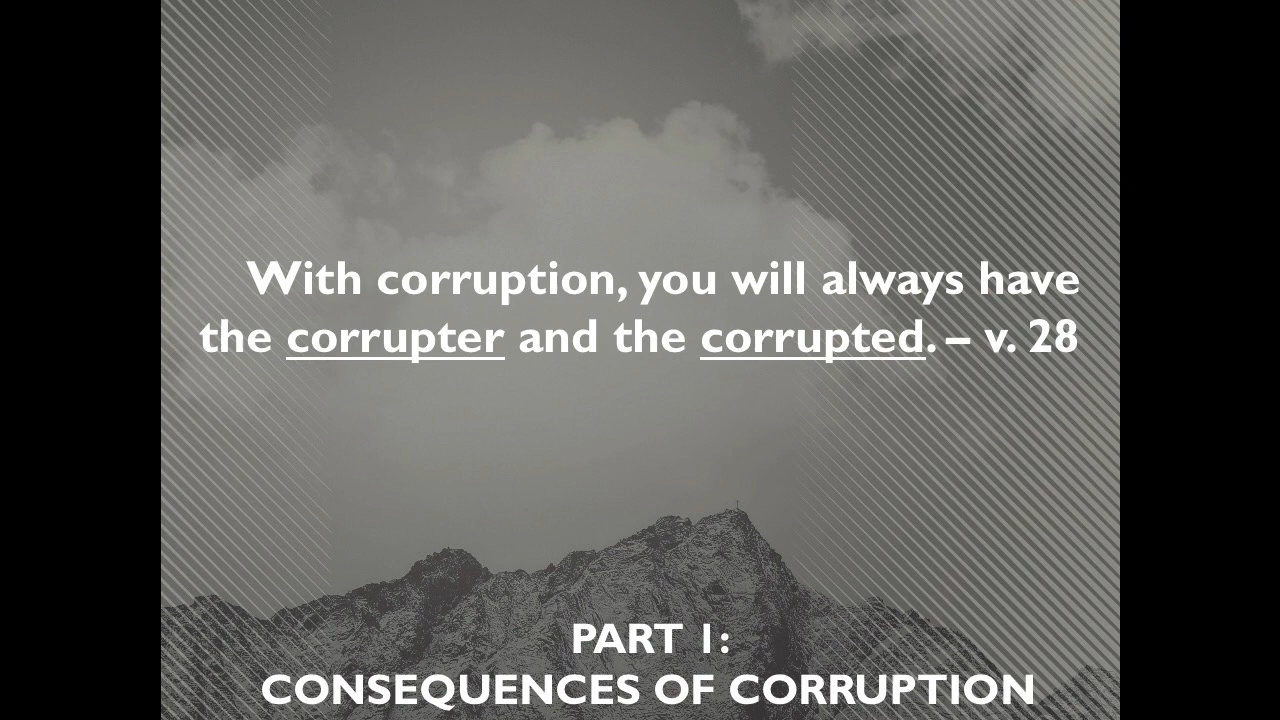 With corruption, you will always have
the corrupter and the corrupted. – v. 28
PART 1:
CONSEQUENCES OF CORRUPTION